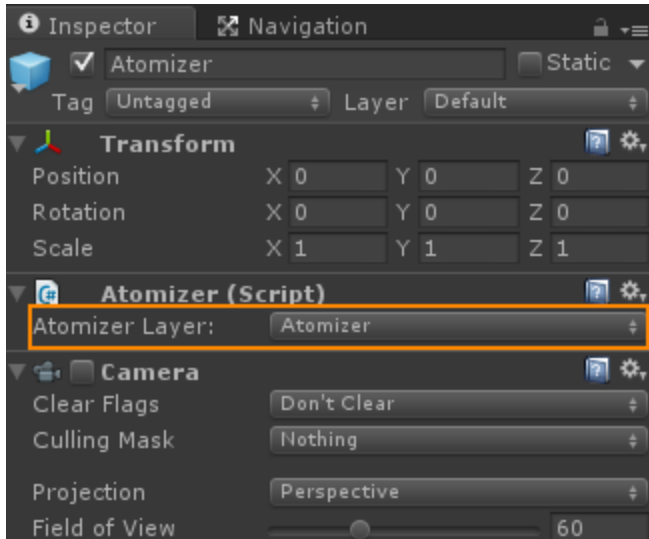 Inspector Navigation
Atomizer Static
Tag Untagged Layer Default
Transform
Position X 0 Y 0 Z 0
Rotation X 0 Y 0 Z 0
Scale X 1 Y 1 Z 1
Atomizer (Script)
Atomizer Layer: Atomizer
Camera
Clear Flags Don't Clear
Culling Mask Nothing
Projection Perspective
Field of View 60